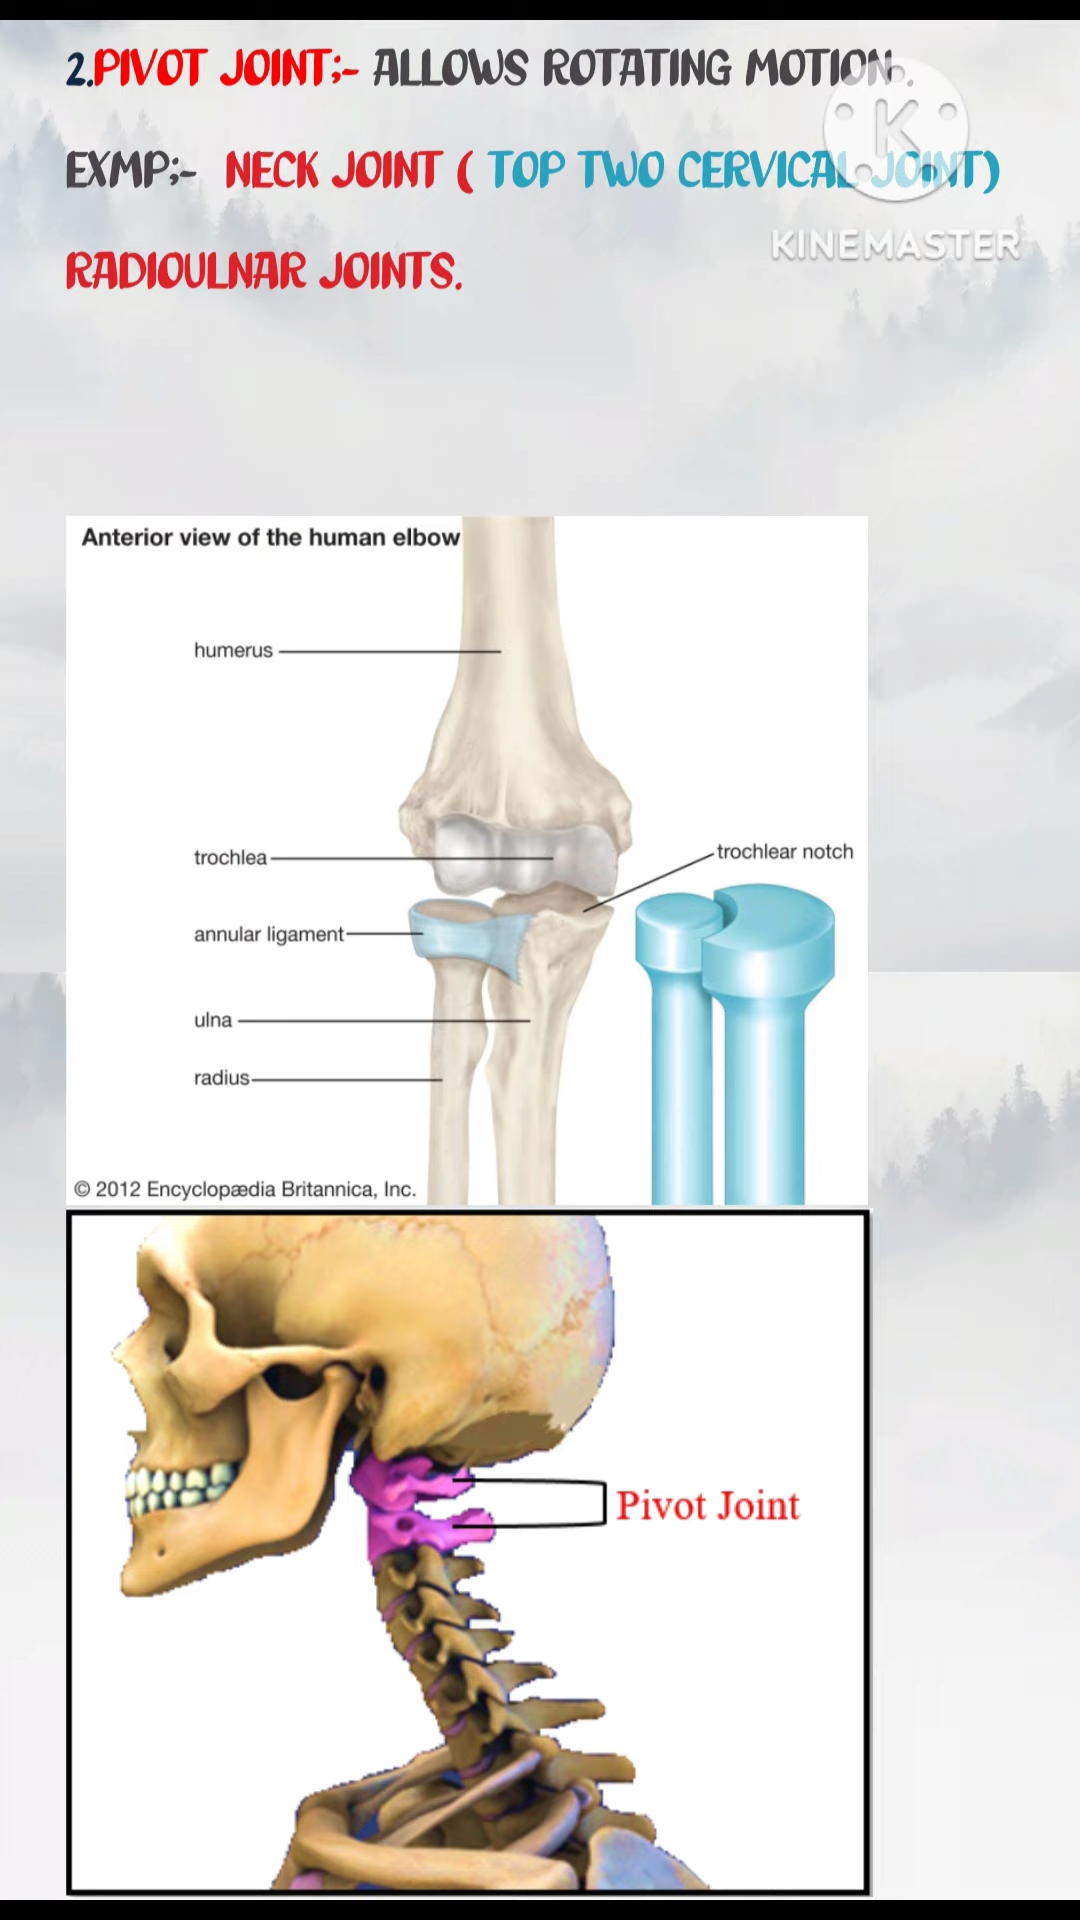 2.PIVOT JOINT;- ALLOWS ROTATING MOTION .
EXMP;- NECK JOINT ( TOP TWO CERVICAL JOINT)
RADIOULNAR JOINTS.
K
KINEMASTER
Anterior view of the human elbow
humerus
trochlea
trochlear notch
annular ligament
ulna
radius
© 2012 Encyclopædia Britannica, Inc.
Pivot Joint